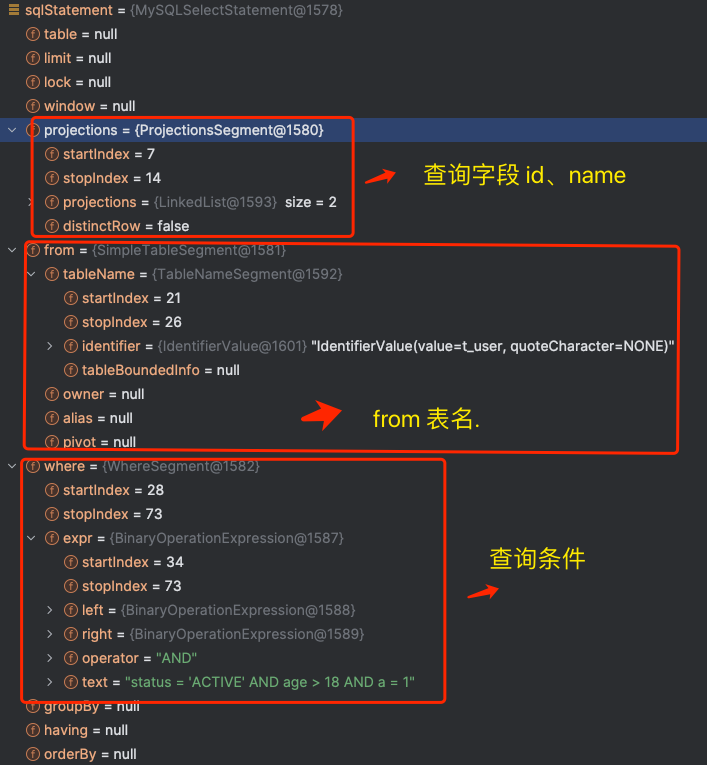 sqlStatement = {MySQLSelectStatement@1578}
f table = null
f limit = null
f lock = null
f window = null
f projections = {ProjectionsSegment@1580}
f startIndex = 7
f stopIndex = 14
查询字段 id、name
f projections = {LinkedList@1593} size = 2
f distinctRow = false
f from = {SimpleTableSegment@1581}
f tableName = {TableNameSegment@1592}
f startIndex = 21
f stopIndex = 26
f identifier = {IdentifierValue@1601} "IdentifierValue(value=t_user, quoteCharacter=NONE)"
f tableBoundedInfo = null
f owner = null
f alias = null
from 表名.
f pivot = null
f where = {WhereSegment@1582}
f startIndex = 28
f stopIndex = 73
f expr = {BinaryOperationExpression@1587}
查询条件
f startIndex = 34
f stopIndex = 73
f left = {BinaryOperationExpression@1588}
f right = {BinaryOperationExpression@1589}
f operator = "AND"
f text = "status = 'ACTIVE' AND age > 18 AND a = 1"
f groupBy = null
f having = null
f orderBy = null